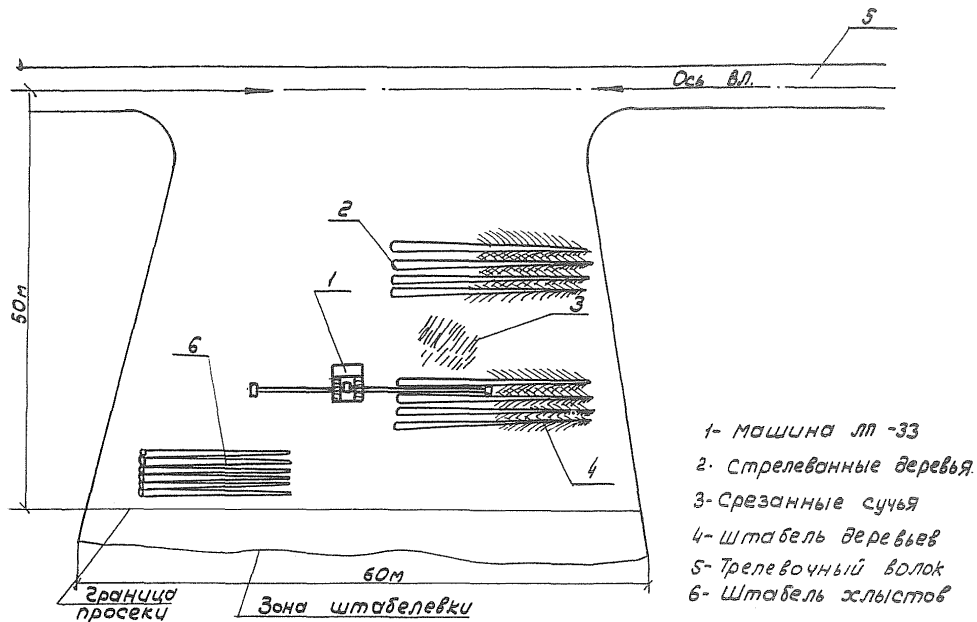 5
Ось вл.
2
1
3
50м
6
4
1- машина ЛП -33
2. Стрелеванные деревья.
3- Срезанные сучья
4- Штабель деревьев
5- Трелевочный волок
6- Штабель хлыстов
60м
Граница
просеки
Зона штабелевки